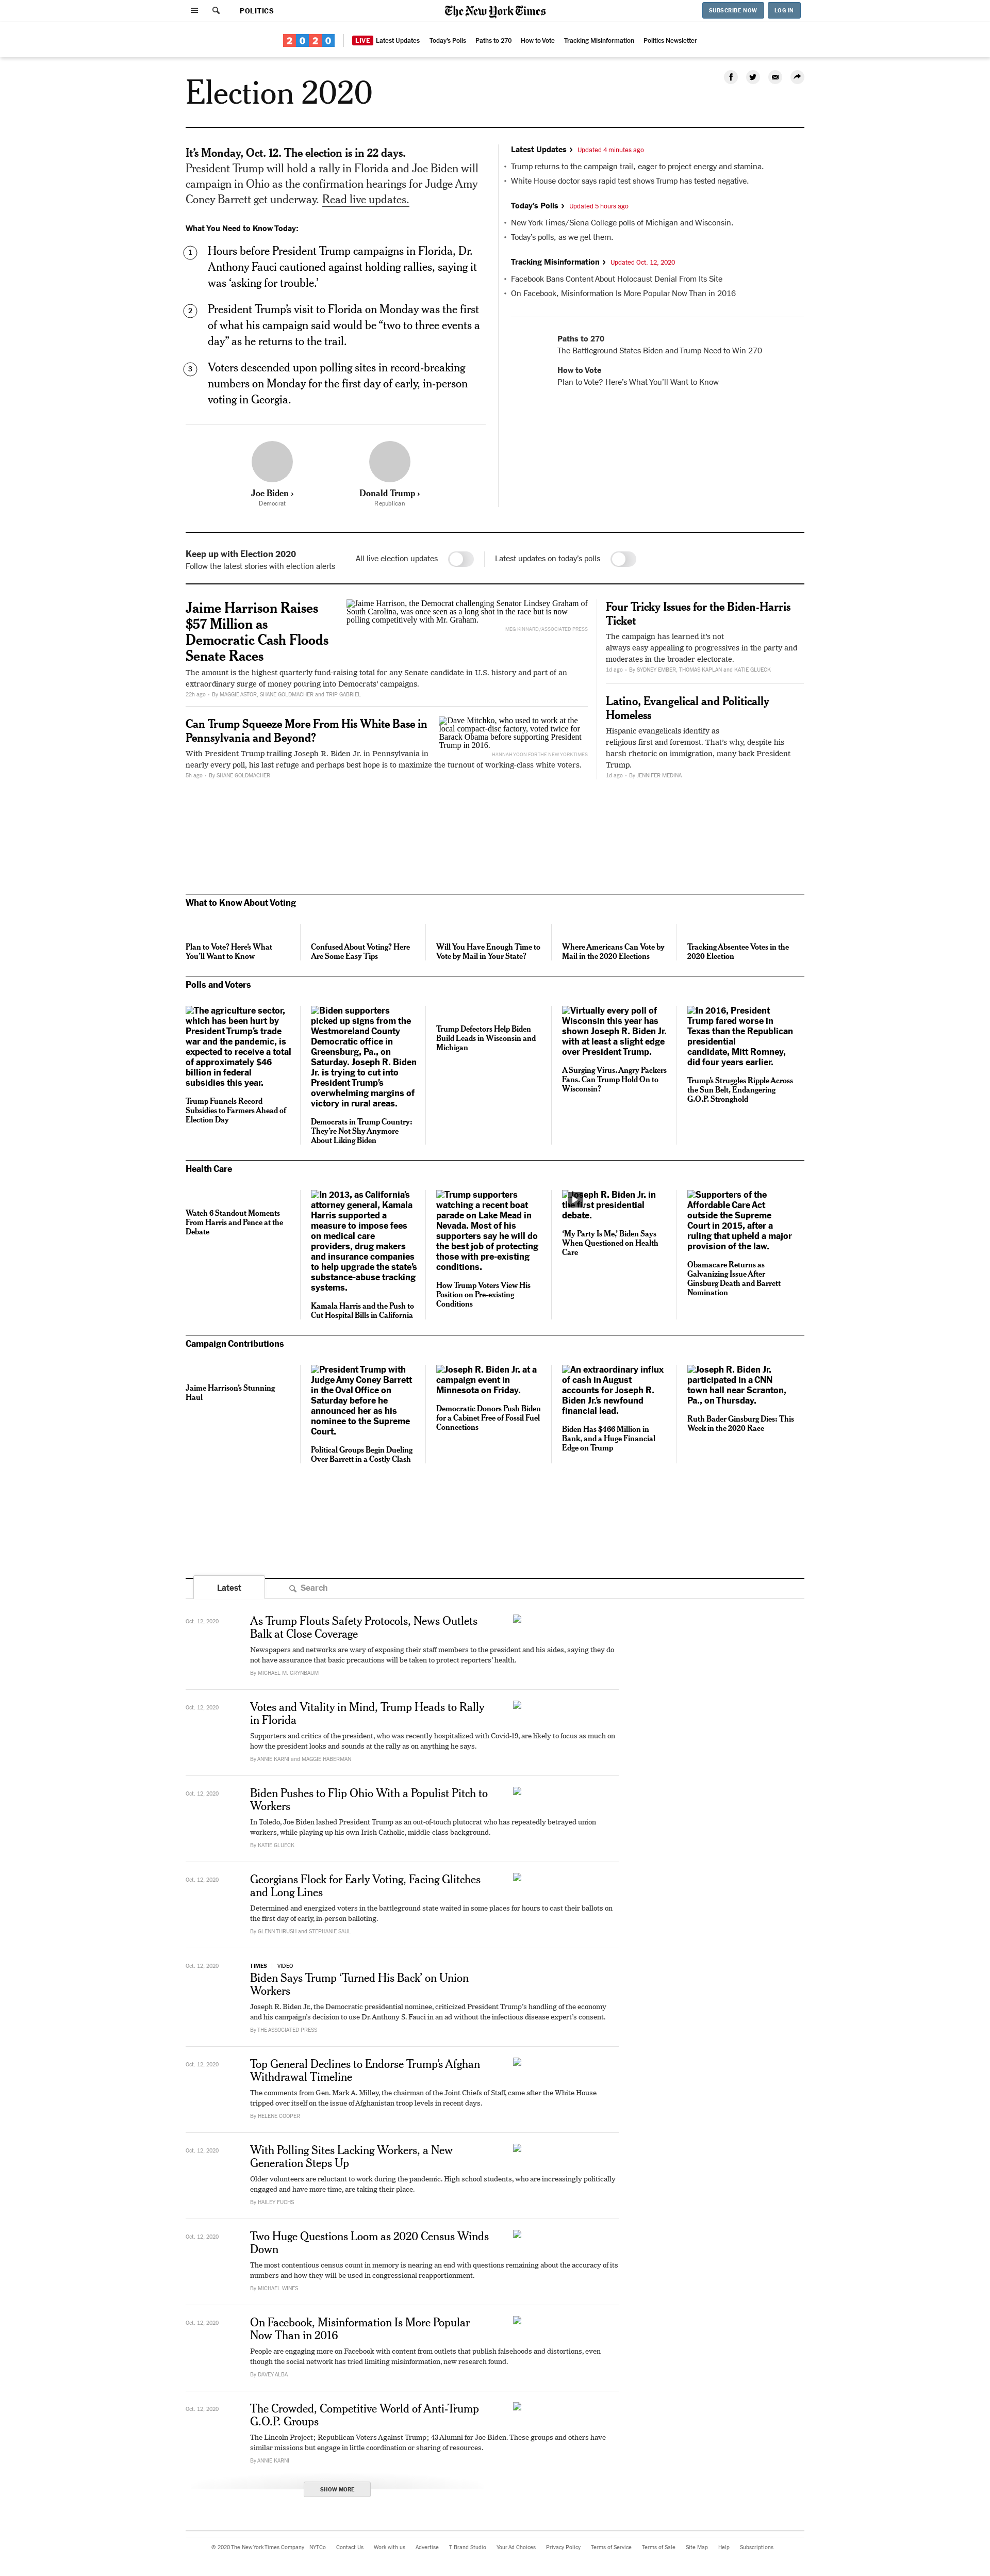 POLITICS
The New York Times
SUBSCRIBE NOW
LOG IN
2020
LIVE Latest Updates
Today's Polls
Paths to 270
How to Vote
Tracking Misinformation
Politics Newsletter
Election 2020
It's Monday, Oct. 12. The election is in 22 days.
President Trump will hold a rally in Florida and Joe Biden will
campaign in Ohio as the confirmation hearings for Judge Amy
Coney Barrett get underway. Read live updates.
What You Need to Know Today:
1
Hours before President Trump campaigns in Florida, Dr.
Anthony Fauci cautioned against holding rallies, saying it
was 'asking for trouble.'
2
President Trump's visit to Florida on Monday was the first
of what his campaign said would be “two to three events a
day” as he returns to the trail.
3
Voters descended upon polling sites in record-breaking
numbers on Monday for the first day of early, in-person
voting in Georgia.
Joe Biden ›
Democrat
Donald Trump ›
Republican
Latest Updates › Updated 4 minutes ago
• Trump returns to the campaign trail, eager to project energy and stamina.
• White House doctor says rapid test shows Trump has tested negative.
Today's Polls › Updated 5 hours ago
• New York Times/Siena College polls of Michigan and Wisconsin.
• Today's polls, as we get them.
Tracking Misinformation › Updated Oct. 12, 2020
• Facebook Bans Content About Holocaust Denial From Its Site
• On Facebook, Misinformation Is More Popular Now Than in 2016
Paths to 270
The Battleground States Biden and Trump Need to Win 270
How to Vote
Plan to Vote? Here's What You'll Want to Know
Keep up with Election 2020
Follow the latest stories with election alerts
All live election updates
Latest updates on today's polls
Jaime Harrison Raises
$57 Million as
Democratic Cash Floods
Senate Races
Jaime Harrison, the Democrat challenging Senator Lindsey Graham of
South Carolina, was once seen as a long shot in the race but is now
polling competitively with Mr. Graham.
MEG KINNARD/ASSOCIATED PRESS
The amount is the highest quarterly fund-raising total for any Senate candidate in U.S. history and part of an
extraordinary surge of money pouring into Democrats' campaigns.
22h ago • By MAGGIE ASTOR, SHANE GOLDMACHER and TRIP GABRIEL
Can Trump Squeeze More From His White Base in
Pennsylvania and Beyond?
Dave Mitchko, who used to work at the
local compact-disc factory, voted twice for
Barack Obama before supporting President
Trump in 2016.
HANNAH YOON FOR THE NEW YORK TIMES
With President Trump trailing Joseph R. Biden Jr. in Pennsylvania in
nearly every poll, his last refuge and perhaps best hope is to maximize the turnout of working-class white voters.
5h ago • By SHANE GOLDMACHER
Four Tricky Issues for the Biden-Harris
Ticket
The campaign has learned it's not
always easy appealing to progressives in the party and
moderates in the broader electorate.
1d ago • By SYDNEY EMBER, THOMAS KAPLAN and KATIE GLUECK
Latino, Evangelical and Politically
Homeless
Hispanic evangelicals identify as
religious first and foremost. That's why, despite his
harsh rhetoric on immigration, many back President
Trump.
1d ago • By JENNIFER MEDINA
What to Know About Voting
Plan to Vote? Here's What
You'll Want to Know
Confused About Voting? Here
Are Some Easy Tips
Will You Have Enough Time to
Vote by Mail in Your State?
Where Americans Can Vote by
Mail in the 2020 Elections
Tracking Absentee Votes in the
2020 Election
Polls and Voters
The agriculture sector,
which has been hurt by
President Trump's trade
war and the pandemic, is
expected to receive a total
of approximately $46
billion in federal
subsidies this year.
Trump Funnels Record
Subsidies to Farmers Ahead of
Election Day
Biden supporters
picked up signs from the
Westmoreland County
Democratic office in
Greensburg, Pa., on
Saturday. Joseph R. Biden
Jr. is trying to cut into
President Trump's
overwhelming margins of
victory in rural areas.
Democrats in Trump Country:
They're Not Shy Anymore
About Liking Biden
Trump Defectors Help Biden
Build Leads in Wisconsin and
Michigan
Virtually every poll of
Wisconsin this year has
shown Joseph R. Biden Jr.
with at least a slight edge
over President Trump.
A Surging Virus. Angry Packers
Fans. Can Trump Hold On to
Wisconsin?
In 2016, President
Trump fared worse in
Texas than the Republican
presidential
candidate, Mitt Romney,
did four years earlier.
Trump's Struggles Ripple Across
the Sun Belt, Endangering
G.O.P. Stronghold
Health Care
Watch 6 Standout Moments
From Harris and Pence at the
Debate
In 2013, as California's
attorney general, Kamala
Harris supported a
measure to impose fees
on medical care
providers, drug makers
and insurance companies
to help upgrade the state's
substance-abuse tracking
systems.
Kamala Harris and the Push to
Cut Hospital Bills in California
Trump supporters
watching a recent boat
parade on Lake Mead in
Nevada. Most of his
supporters say he will do
the best job of protecting
those with pre-existing
conditions.
How Trump Voters View His
Position on Pre-existing
Conditions
Joseph R. Biden Jr. in
the first presidential
debate.
'My Party Is Me,' Biden Says
When Questioned on Health
Care
Supporters of the
Affordable Care Act
outside the Supreme
Court in 2015, after a
ruling that upheld a major
provision of the law.
Obamacare Returns as
Galvanizing Issue After
Ginsburg Death and Barrett
Nomination
Campaign Contributions
Jaime Harrison's Stunning
Haul
President Trump with
Judge Amy Coney Barrett
in the Oval Office on
Saturday before he
announced her as his
nominee to the Supreme
Court.
Political Groups Begin Dueling
Over Barrett in a Costly Clash
Joseph R. Biden Jr. at a
campaign event in
Minnesota on Friday.
Democratic Donors Push Biden
for a Cabinet Free of Fossil Fuel
Connections
An extraordinary influx
of cash in August
accounts for Joseph R.
Biden Jr.'s newfound
financial lead.
Biden Has $466 Million in
Bank, and a Huge Financial
Edge on Trump
Joseph R. Biden Jr.
participated in a CNN
town hall near Scranton,
Pa., on Thursday.
Ruth Bader Ginsburg Dies: This
Week in the 2020 Race
Latest
Search
Oct. 12, 2020
As Trump Flouts Safety Protocols, News Outlets
Balk at Close Coverage
Newspapers and networks are wary of exposing their staff members to the president and his aides, saying they do
not have assurance that basic precautions will be taken to protect reporters' health.
By MICHAEL M. GRYNBAUM
Oct. 12, 2020
Votes and Vitality in Mind, Trump Heads to Rally
in Florida
Supporters and critics of the president, who was recently hospitalized with Covid-19, are likely to focus as much on
how the president looks and sounds at the rally as on anything he says.
By ANNIE KARNI and MAGGIE HABERMAN
Oct. 12, 2020
Biden Pushes to Flip Ohio With a Populist Pitch to
Workers
In Toledo, Joe Biden lashed President Trump as an out-of-touch plutocrat who has repeatedly betrayed union
workers, while playing up his own Irish Catholic, middle-class background.
By KATIE GLUECK
Oct. 12, 2020
Georgians Flock for Early Voting, Facing Glitches
and Long Lines
Determined and energized voters in the battleground state waited in some places for hours to cast their ballots on
the first day of early, in-person balloting.
By GLENN THRUSH and STEPHANIE SAUL
Oct. 12, 2020
TIMES | VIDEO
Biden Says Trump 'Turned His Back' on Union
Workers
Joseph R. Biden Jr., the Democratic presidential nominee, criticized President Trump's handling of the economy
and his campaign's decision to use Dr. Anthony S. Fauci in an ad without the infectious disease expert's consent.
By THE ASSOCIATED PRESS
Oct. 12, 2020
Top General Declines to Endorse Trump's Afghan
Withdrawal Timeline
The comments from Gen. Mark A. Milley, the chairman of the Joint Chiefs of Staff, came after the White House
tripped over itself on the issue of Afghanistan troop levels in recent days.
By HELENE COOPER
Oct. 12, 2020
With Polling Sites Lacking Workers, a New
Generation Steps Up
Older volunteers are reluctant to work during the pandemic. High school students, who are increasingly politically
engaged and have more time, are taking their place.
By HAILEY FUCHS
Oct. 12, 2020
Two Huge Questions Loom as 2020 Census Winds
Down
The most contentious census count in memory is nearing an end with questions remaining about the accuracy of its
numbers and how they will be used in congressional reapportionment.
By MICHAEL WINES
Oct. 12, 2020
On Facebook, Misinformation Is More Popular
Now Than in 2016
People are engaging more on Facebook with content from outlets that publish falsehoods and distortions, even
though the social network has tried limiting misinformation, new research found.
By DAVEY ALBA
Oct. 12, 2020
The Crowded, Competitive World of Anti-Trump
G.O.P. Groups
The Lincoln Project; Republican Voters Against Trump; 43 Alumni for Joe Biden. These groups and others have
similar missions but engage in little coordination or sharing of resources.
By ANNIE KARNI
SHOW MORE
© 2020 The New York Times Company
NYTCo
Contact Us
Work with us
Advertise
T Brand Studio
Your Ad Choices
Privacy Policy
Terms of Service
Terms of Sale
Site Map
Help
Subscriptions